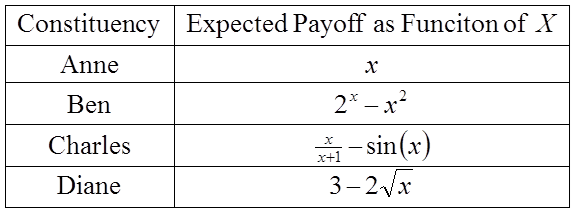 Constituency Expected Payoff as Funciton of X
Anne x
Ben 2^x − x^2
Charles x/(x+1) − sin(x)
Diane 3 − 2√x